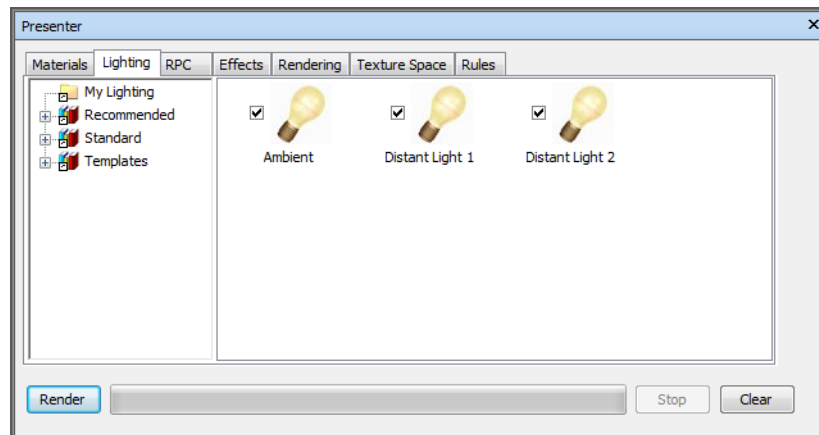 Presenter
Materials Lighting RPC Effects Rendering Texture Space Rules
My Lighting
Recommended
Standard
Templates
Ambient Distant Light 1 Distant Light 2
Render Stop Clear